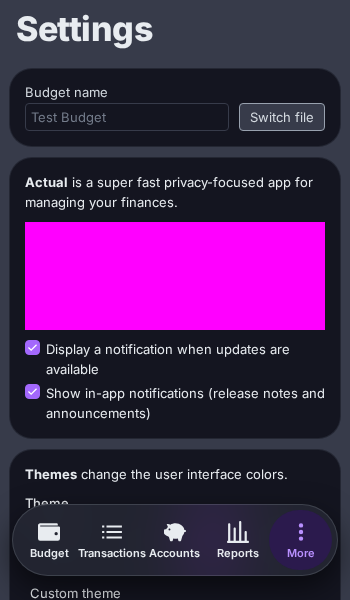 Settings
Budget name
Test Budget
Switch file
Actual is a super fast privacy-focused app for
managing your finances.
Display a notification when updates are
available
Show in-app notifications (release notes and
announcements)
Themes change the user interface colors.
Theme
Budget
Transactions
Accounts
Reports
More
Custom theme